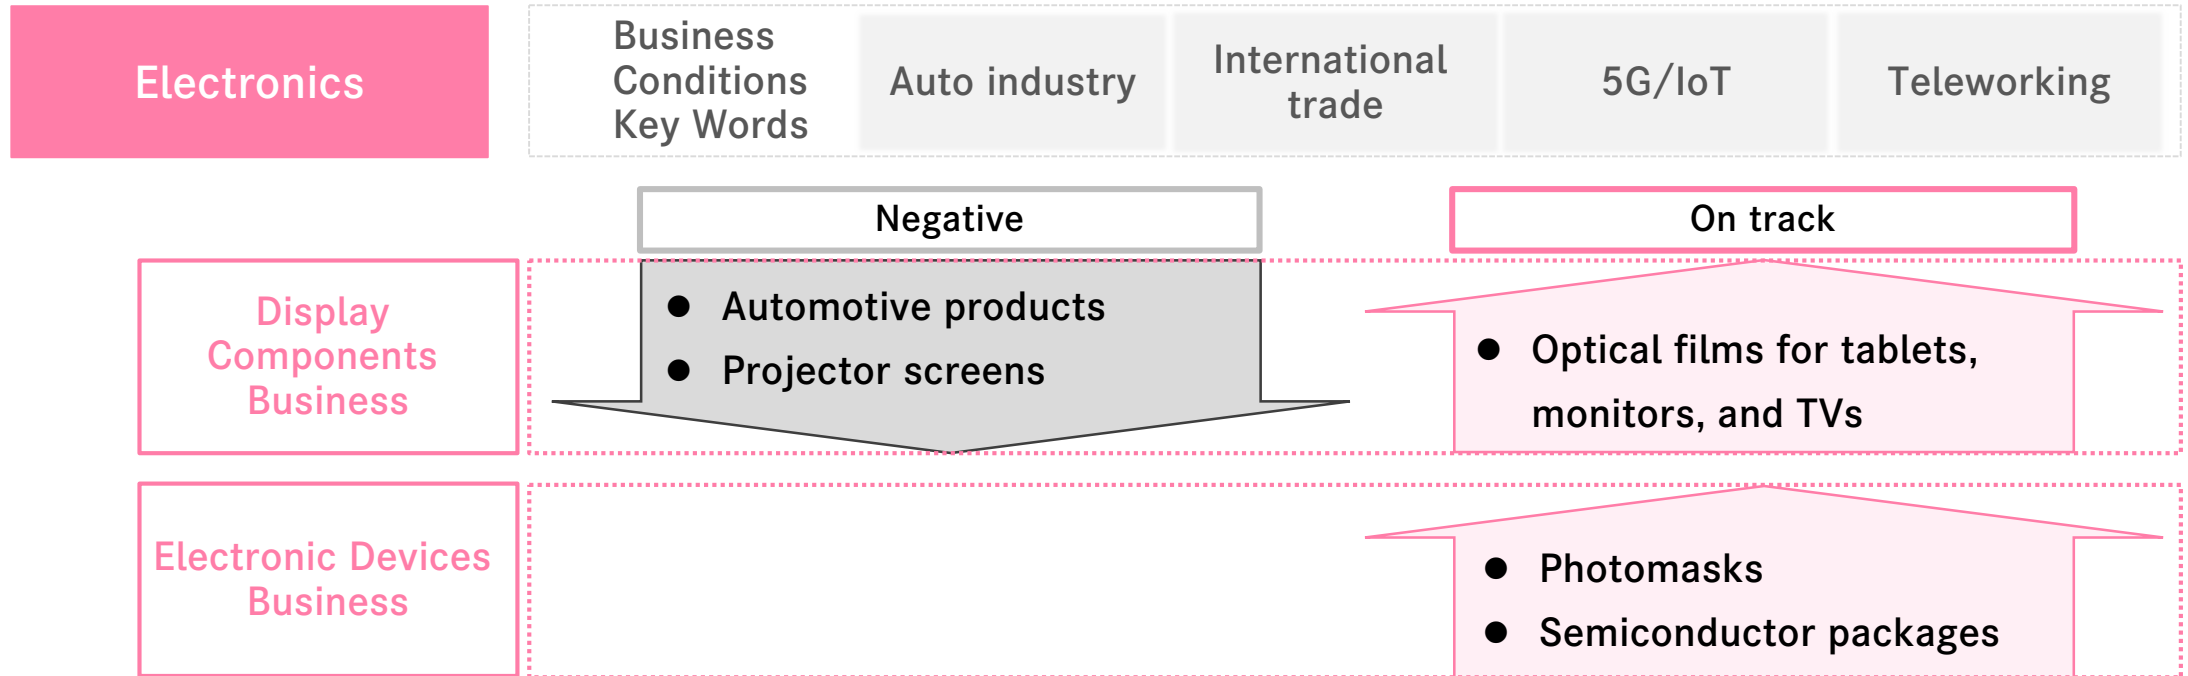 Electronics
Business
Conditions
Key Words
Auto industry
International
trade
5G/IoT
Teleworking
Negative
On track
Display
Components
Business
● Automotive products
● Projector screens
● Optical films for tablets,
monitors, and TVs
Electronic Devices
Business
● Photomasks
● Semiconductor packages